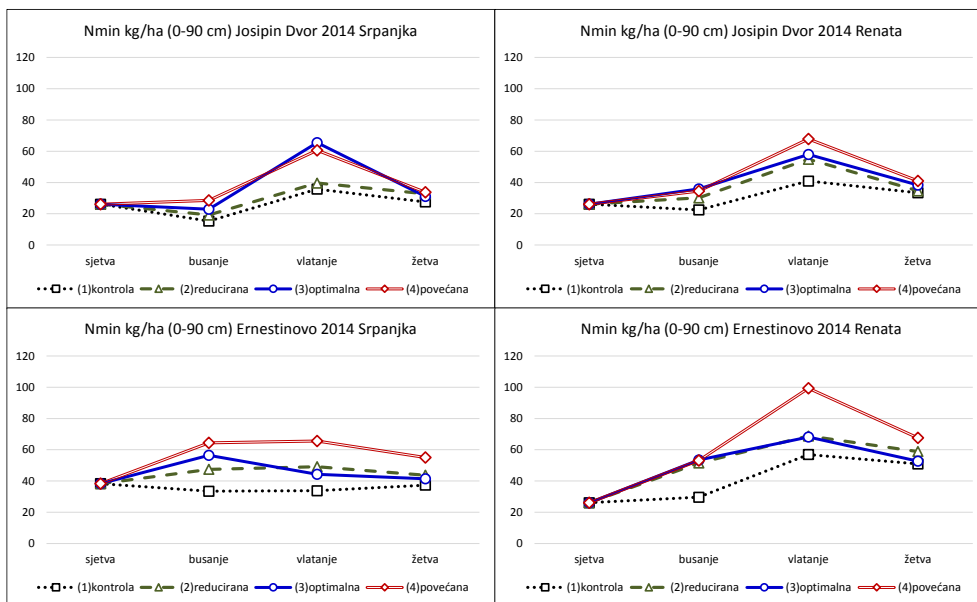 Nmin kg/ha (0-90 cm) Josipin Dvor 2014 Srpanjka
120
100
80
60
40
20
0
sjetva busanje vlatanje žetva
(1)kontrola (2)reducirana (3)optimalna (4)povećana
Nmin kg/ha (0-90 cm) Josipin Dvor 2014 Renata
120
100
80
60
40
20
0
sjetva busanje vlatanje žetva
(1)kontrola (2)reducirana (3)optimalna (4)povećana
Nmin kg/ha (0-90 cm) Ernestinovo 2014 Srpanjka
120
100
80
60
40
20
0
sjetva busanje vlatanje žetva
(1)kontrola (2)reducirana (3)optimalna (4)povećana
Nmin kg/ha (0-90 cm) Ernestinovo 2014 Renata
120
100
80
60
40
20
0
sjetva busanje vlatanje žetva
(1)kontrola (2)reducirana (3)optimalna (4)povećana